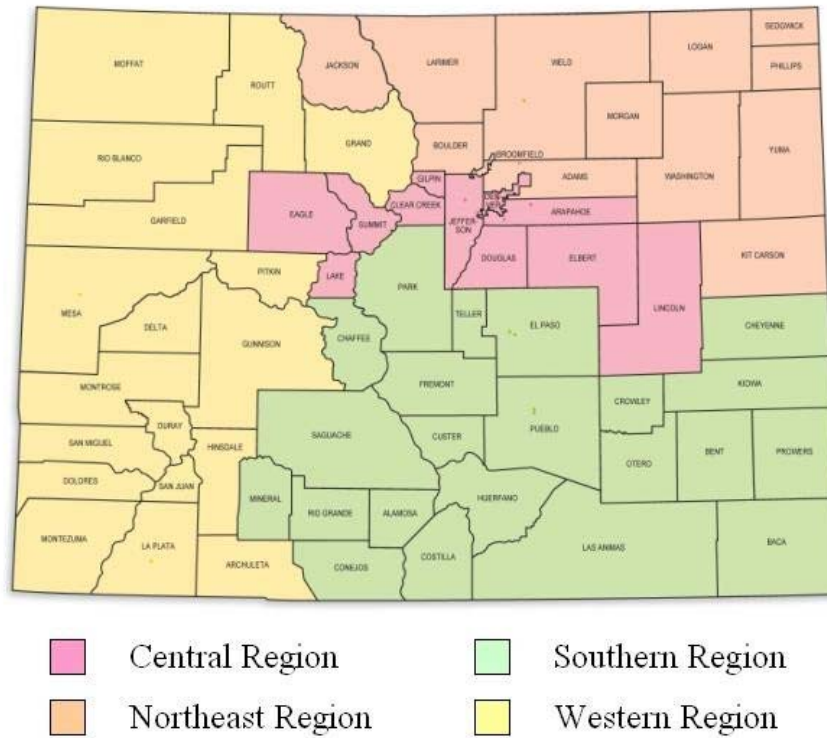 SEDGWICK
LOGAN
MOFFAT
JACKSON
LARIMER
WELD
PHILLIPS
ROUTT
MORGAN
GRAND
BOULDER
YUMA
RIO BLANCO
BROOMFIELD
WASHINGTON
GILPIN
ADAMS
CLEAR CREEK
DEN
VER
GARFIELD
EAGLE
SUMMIT
JEFFER
SON
ARAPAHOE
PITKIN
LAKE
DOUGLAS
ELBERT
KIT CARSON
PARK
MESA
TELLER
LINCOLN
DELTA
CHAFFEE
EL PASO
CHEYENNE
GUNNISON
MONTROSE
FREMONT
KIOWA
CROWLEY
OURAY
PUEBLO
SAGUACHE
CUSTER
SAN MIGUEL
HINSDALE
BENT
PROWERS
OTERO
DOLORES
SAN JUAN
MINERAL
HUERFANO
RIO GRANDE
ALAMOSA
MONTEZUMA
LA PLATA
LAS ANIMAS
BACA
ARCHULETA
CONEJOS
COSTILLA
Central Region
Southern Region
Northeast Region
Western Region